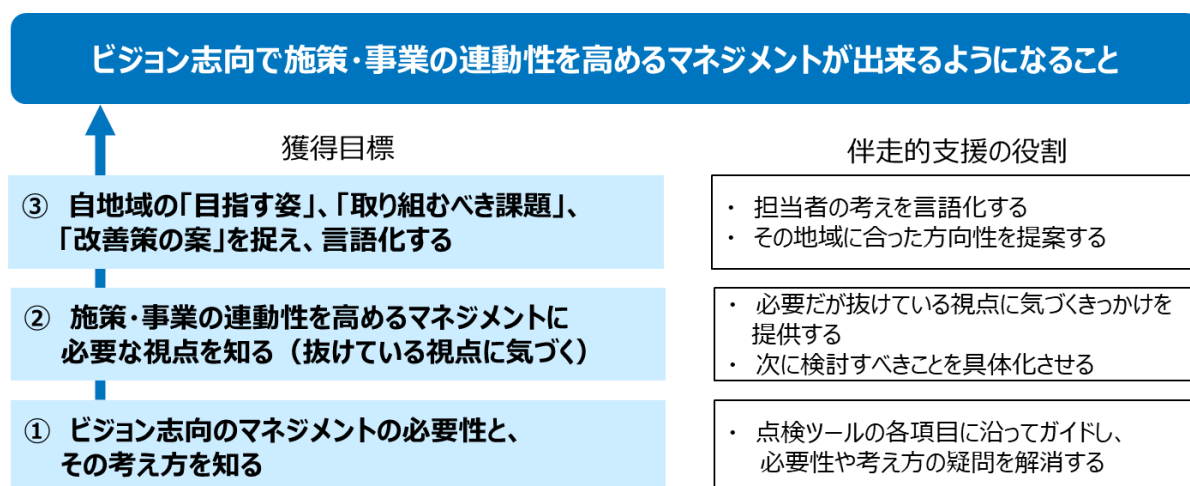 ビジョン志向で施策・事業の連動性を高めるマネジメントが出来るようになること
獲得目標
伴走的支援の役割
③ 自地域の「目指す姿」、「取り組むべき課題」、
「改善策の案」を捉え、言語化する
・ 担当者の考えを言語化する
・ その地域に合った方向性を提案する
② 施策・事業の連動性を高めるマネジメントに
必要な視点を知る（抜けている視点に気づく）
・ 必要だが抜けている視点に気づくきっかけを
提供する
・ 次に検討すべきことを具体化させる
① ビジョン志向のマネジメントの必要性と、
その考え方を知る
・ 点検ツールの各項目に沿ってガイドし、
必要性や考え方の疑問を解消する